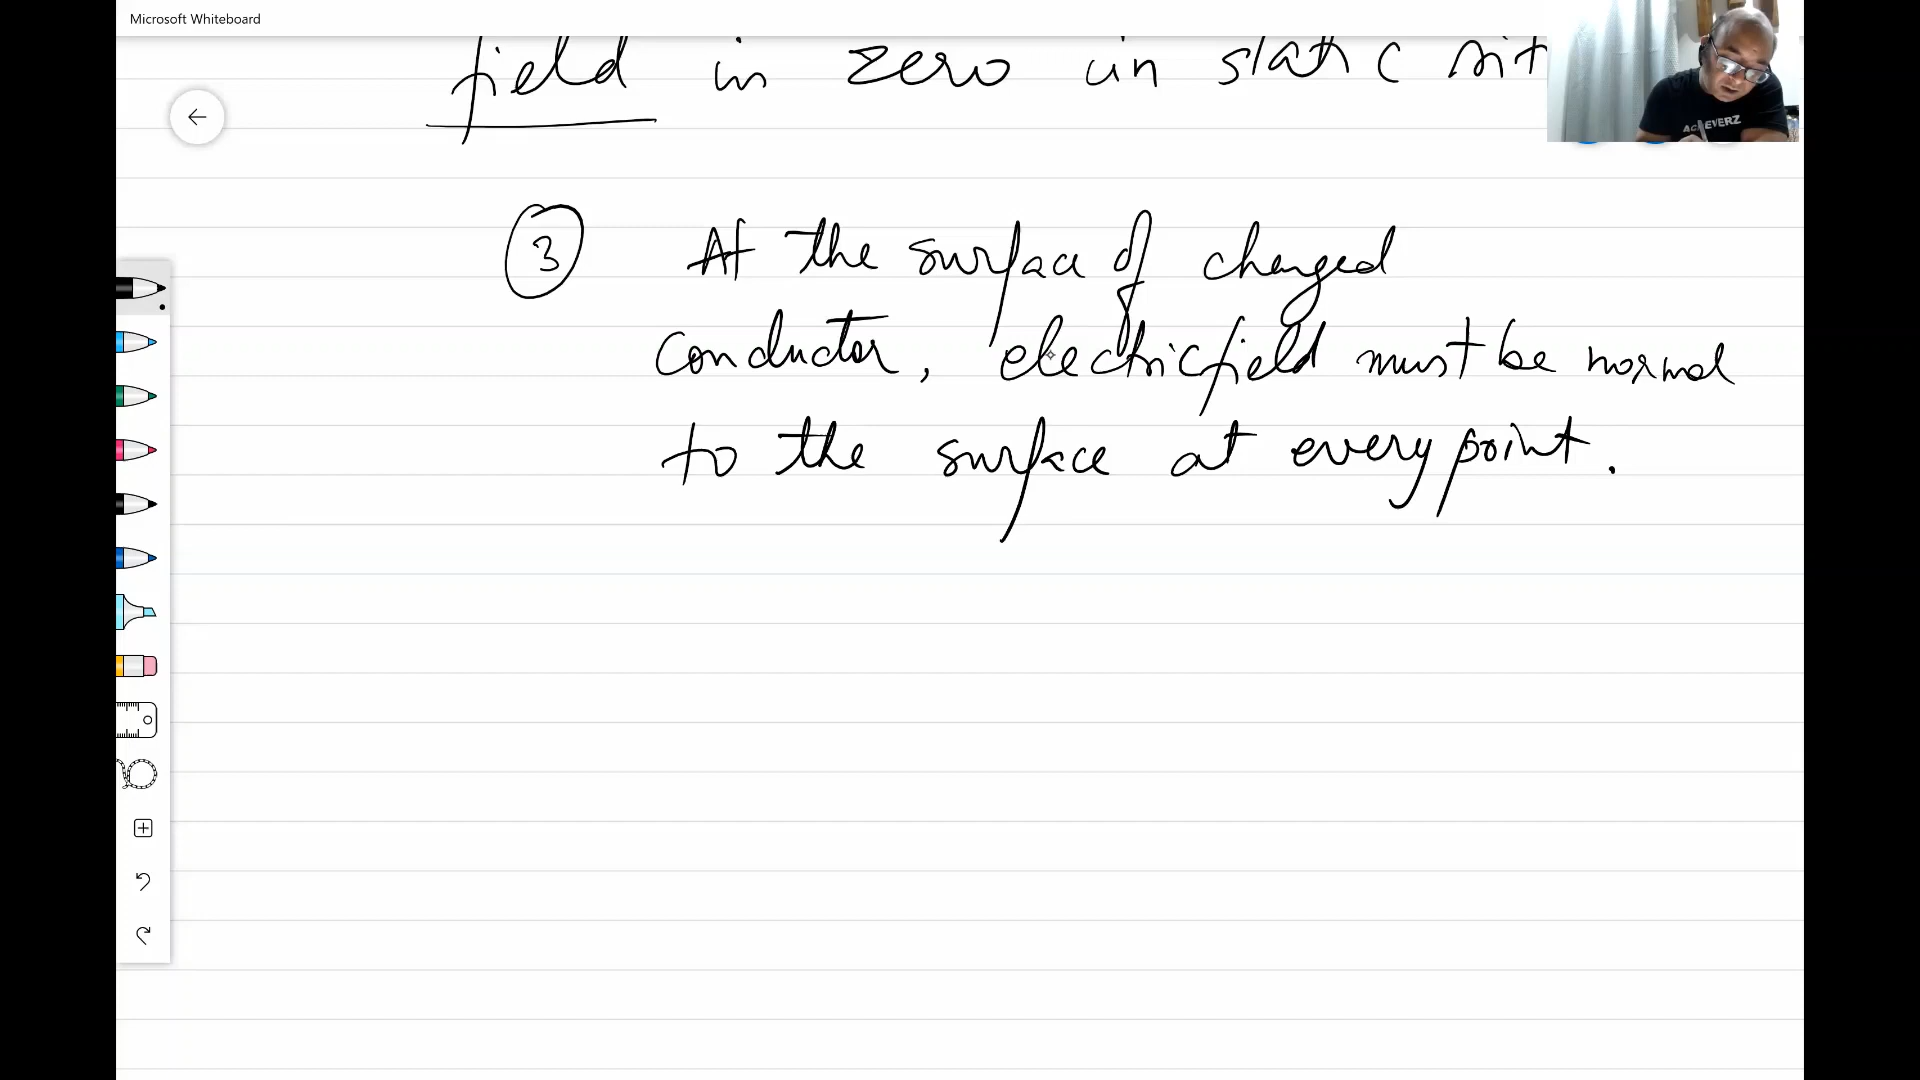 Microsoft Whiteboard
field in zero in static sit
3 At the surface of charged
conductor, electric field must be normal
to the surface at every point.